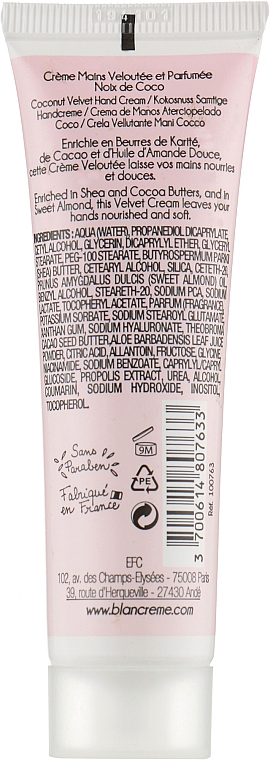 Crème Mains Veloutée et Parfumée
Noix de Coco
Coconut Velvet Hand Cream / Kokosnuss Samtige
Handcreme / Crema de Manos Aterciopelado
Coco / Crela Vellutante Mani Cocco
Enrichie en Beurres de Karité,
de Cacao et d'Huile d'Amande Douce,
cette Crème Veloutée laisse vos mains nourries
et douces.
Enriched in Shea and Cocoa Butters, and in
Sweet Almond, this Velvet Cream leaves your
hands nourished and soft.
INGREDIENTS: AQUA (WATER), PROPANEDIOL DICAPRYLATE,
CETYL ALCOHOL, GLYCERIN, DICAPRYLYL ETHER, GLYCERYL
STEARATE, PEG-100 STEARATE, BUTYROSPERMUM PARKII
(SHEA) BUTTER, CETEARYL ALCOHOL, SILICA, CETETH-20,
PRUNUS AMYGDALUS DULCIS (SWEET ALMOND) OIL,
BENZYL ALCOHOL, STEARETH-20, SODIUM PCA, SODIUM
LACTATE, TOCOPHERYL ACETATE, PARFUM (FRAGRANCE),
POTASSIUM SORBATE, SODIUM STEAROYL GLUTAMATE,
XANTHAN GUM, SODIUM HYALURONATE, THEOBROMA
CACAO SEED BUTTER, ALOE BARBADENSIS LEAF JUICE
POWDER, CITRIC ACID, ALLANTOIN, FRUCTOSE, GLYCINE,
NIACINAMIDE, SODIUM BENZOATE, CAPRYLYL/CAPRYL
GLUCOSIDE, PROPOLIS EXTRACT, UREA, ALCOHOL,
COUMARIN, SODIUM HYDROXIDE, INOSITOL,
TOCOPHEROL.
Sans
Paraben
Fabriqué
en France
9M
PE
3 700614 807633
Réf. 100763
EFC
102, av. des Champs-Elysées - 75008 Paris
39, route d'Herqueville - 27430 Andé
www.blancreme.com